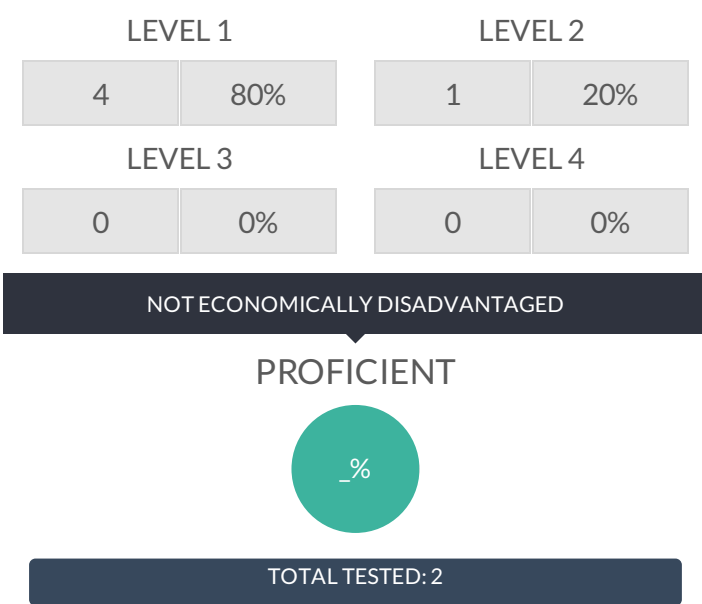 LEVEL 1 LEVEL 2
4 80% 1 20%
LEVEL 3 LEVEL 4
0 0% 0 0%
NOT ECONOMICALLY DISADVANTAGED
PROFICIENT
_%
TOTAL TESTED: 2